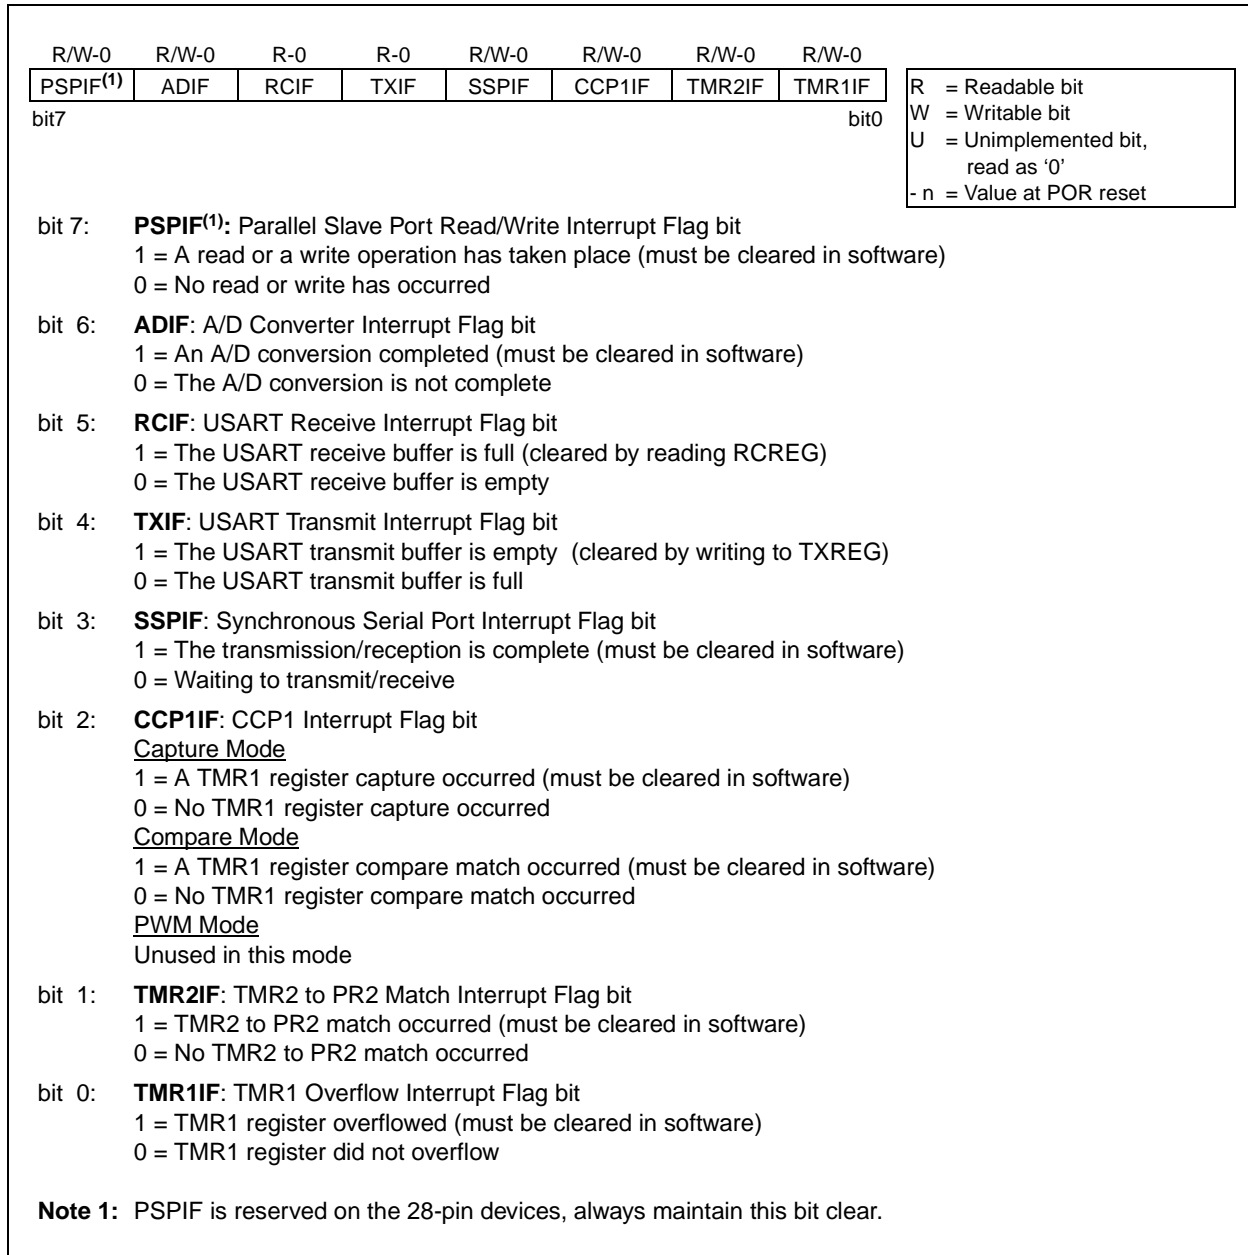 R/W-0 R/W-0 R-0 R-0 R/W-0 R/W-0 R/W-0 R/W-0
PSPIF(1) ADIF RCIF TXIF SSPIF CCP1IF TMR2IF TMR1IF
bit7 bit0
R = Readable bit
W = Writable bit
U = Unimplemented bit,
read as ‘0’
- n = Value at POR reset
bit 7: PSPIF(1): Parallel Slave Port Read/Write Interrupt Flag bit
1 = A read or a write operation has taken place (must be cleared in software)
0 = No read or write has occurred
bit 6: ADIF: A/D Converter Interrupt Flag bit
1 = An A/D conversion completed (must be cleared in software)
0 = The A/D conversion is not complete
bit 5: RCIF: USART Receive Interrupt Flag bit
1 = The USART receive buffer is full (cleared by reading RCREG)
0 = The USART receive buffer is empty
bit 4: TXIF: USART Transmit Interrupt Flag bit
1 = The USART transmit buffer is empty (cleared by writing to TXREG)
0 = The USART transmit buffer is full
bit 3: SSPIF: Synchronous Serial Port Interrupt Flag bit
1 = The transmission/reception is complete (must be cleared in software)
0 = Waiting to transmit/receive
bit 2: CCP1IF: CCP1 Interrupt Flag bit
Capture Mode
1 = A TMR1 register capture occurred (must be cleared in software)
0 = No TMR1 register capture occurred
Compare Mode
1 = A TMR1 register compare match occurred (must be cleared in software)
0 = No TMR1 register compare match occurred
PWM Mode
Unused in this mode
bit 1: TMR2IF: TMR2 to PR2 Match Interrupt Flag bit
1 = TMR2 to PR2 match occurred (must be cleared in software)
0 = No TMR2 to PR2 match occurred
bit 0: TMR1IF: TMR1 Overflow Interrupt Flag bit
1 = TMR1 register overflowed (must be cleared in software)
0 = TMR1 register did not overflow
Note 1: PSPIF is reserved on the 28-pin devices, always maintain this bit clear.